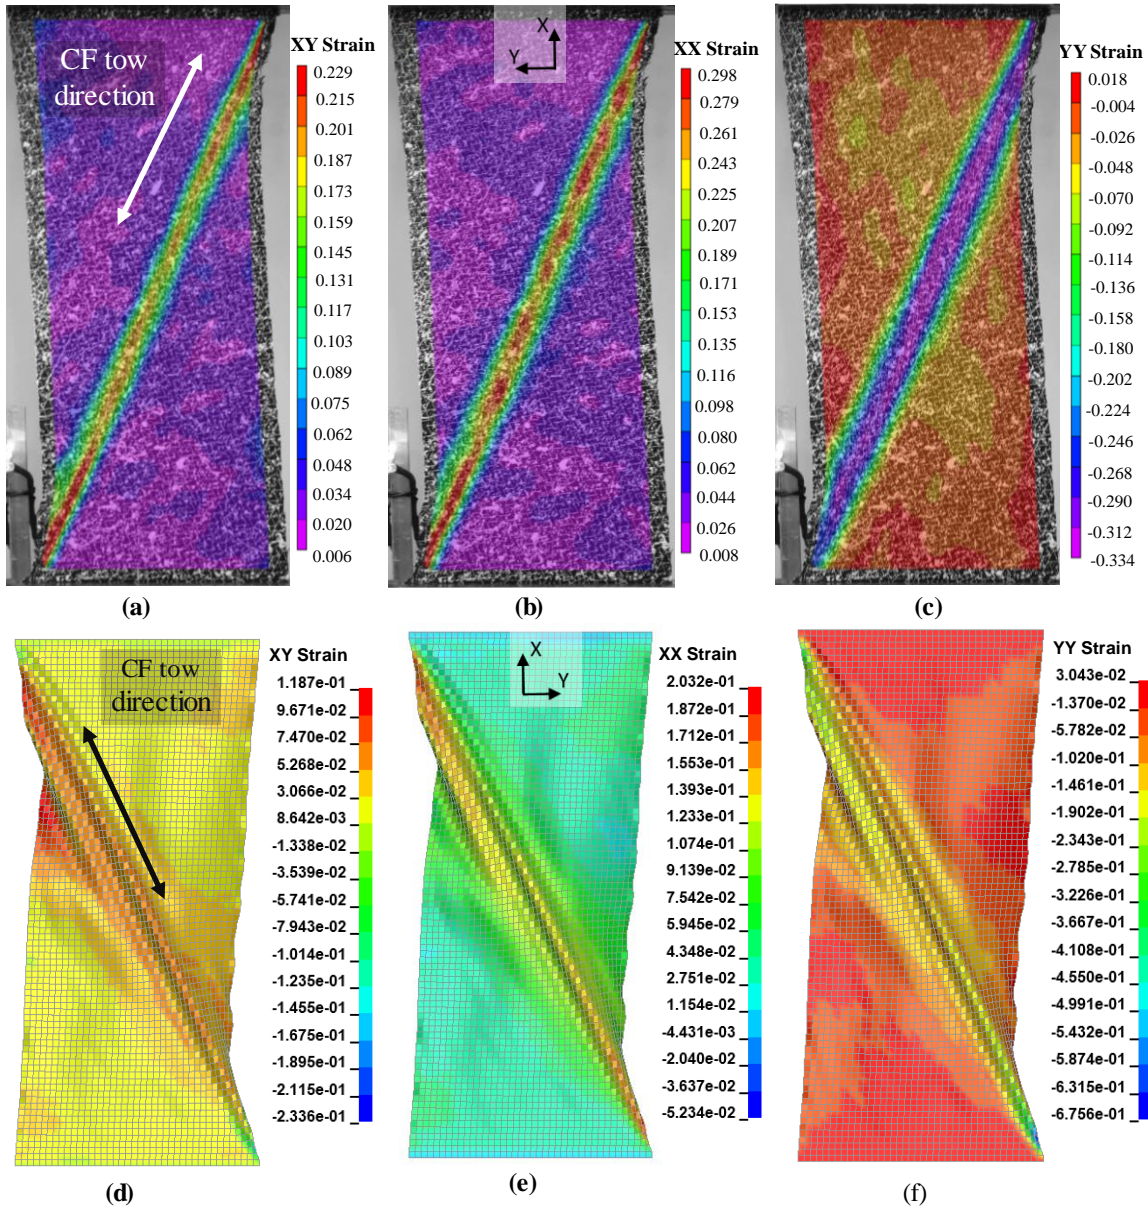 XY Strain
CF tow
direction
0.229
0.215
0.201
0.187
0.173
0.159
0.145
0.131
0.117
0.103
0.089
0.075
0.062
0.048
0.034
0.020
0.006
(a)
X
Y
XX Strain
0.298
0.279
0.261
0.243
0.225
0.207
0.189
0.171
0.153
0.135
0.116
0.098
0.080
0.062
0.044
0.026
0.008
(b)
YY Strain
0.018
-0.004
-0.026
-0.048
-0.070
-0.092
-0.114
-0.136
-0.158
-0.180
-0.202
-0.224
-0.246
-0.268
-0.290
-0.312
-0.334
(c)
CF tow
direction
XY Strain
1.187e-01
9.671e-02
7.470e-02
5.268e-02
3.066e-02
8.642e-03
-1.338e-02
-3.539e-02
-5.741e-02
-7.943e-02
-1.014e-01
-1.235e-01
-1.455e-01
-1.675e-01
-1.895e-01
-2.115e-01
-2.336e-01
(d)
X
Y
XX Strain
2.032e-01
1.872e-01
1.712e-01
1.553e-01
1.393e-01
1.233e-01
1.074e-01
9.139e-02
7.542e-02
5.945e-02
4.348e-02
2.751e-02
1.154e-02
-4.431e-03
-2.040e-02
-3.637e-02
-5.234e-02
(e)
YY Strain
3.043e-02
-1.370e-02
-5.782e-02
-1.020e-01
-1.461e-01
-1.902e-01
-2.343e-01
-2.785e-01
-3.226e-01
-3.667e-01
-4.108e-01
-4.550e-01
-4.991e-01
-5.432e-01
-5.874e-01
-6.315e-01
-6.756e-01
(f)